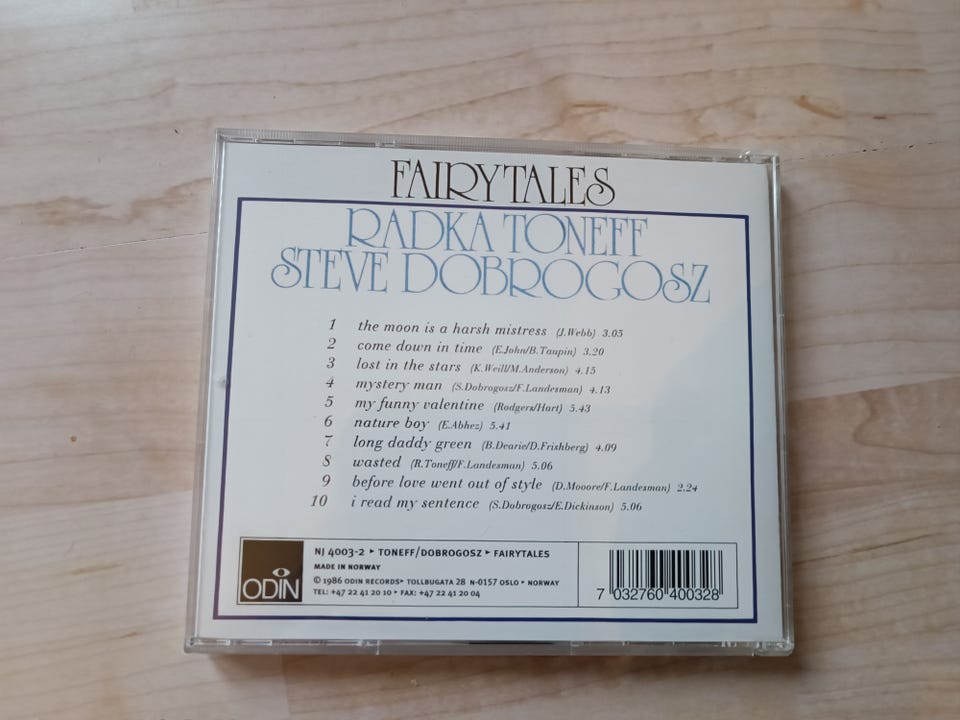 FAIRYTALES
RADKA TONEFF
STEVE DOBROGOSZ
1 the moon is a harsh mistress (J.Webb) 3.05
2 come down in time (E.John/B.Taupin) 3.20
3 lost in the stars (K.Weill/M.Anderson) 4.15
4 mystery man (S.Dobrogosz/F.Landesman) 4.13
5 my funny valentine (Rodgers/Hart) 5.43
6 nature boy (E.Abhez) 5.41
7 long daddy green (B.Dearie/D.Frishberg) 4.09
8 wasted (R.Toneff/F.Landesman) 5.06
9 before love went out of style (D.Mooore/F.Landesman) 2.24
10 i read my sentence (S.Dobrogosz/E.Dickinson) 5.06
ODIN
NJ 4003-2 ▸ TONEFF/DOBROGOSZ ▸ FAIRYTALES
MADE IN NORWAY
© 1986 ODIN RECORDS▸ TOLLBUGATA 28 N-0157 OSLO ▸ NORWAY
TEL: +47 22 41 20 10 ▸ FAX: +47 22 41 20 04
7 032760 400328